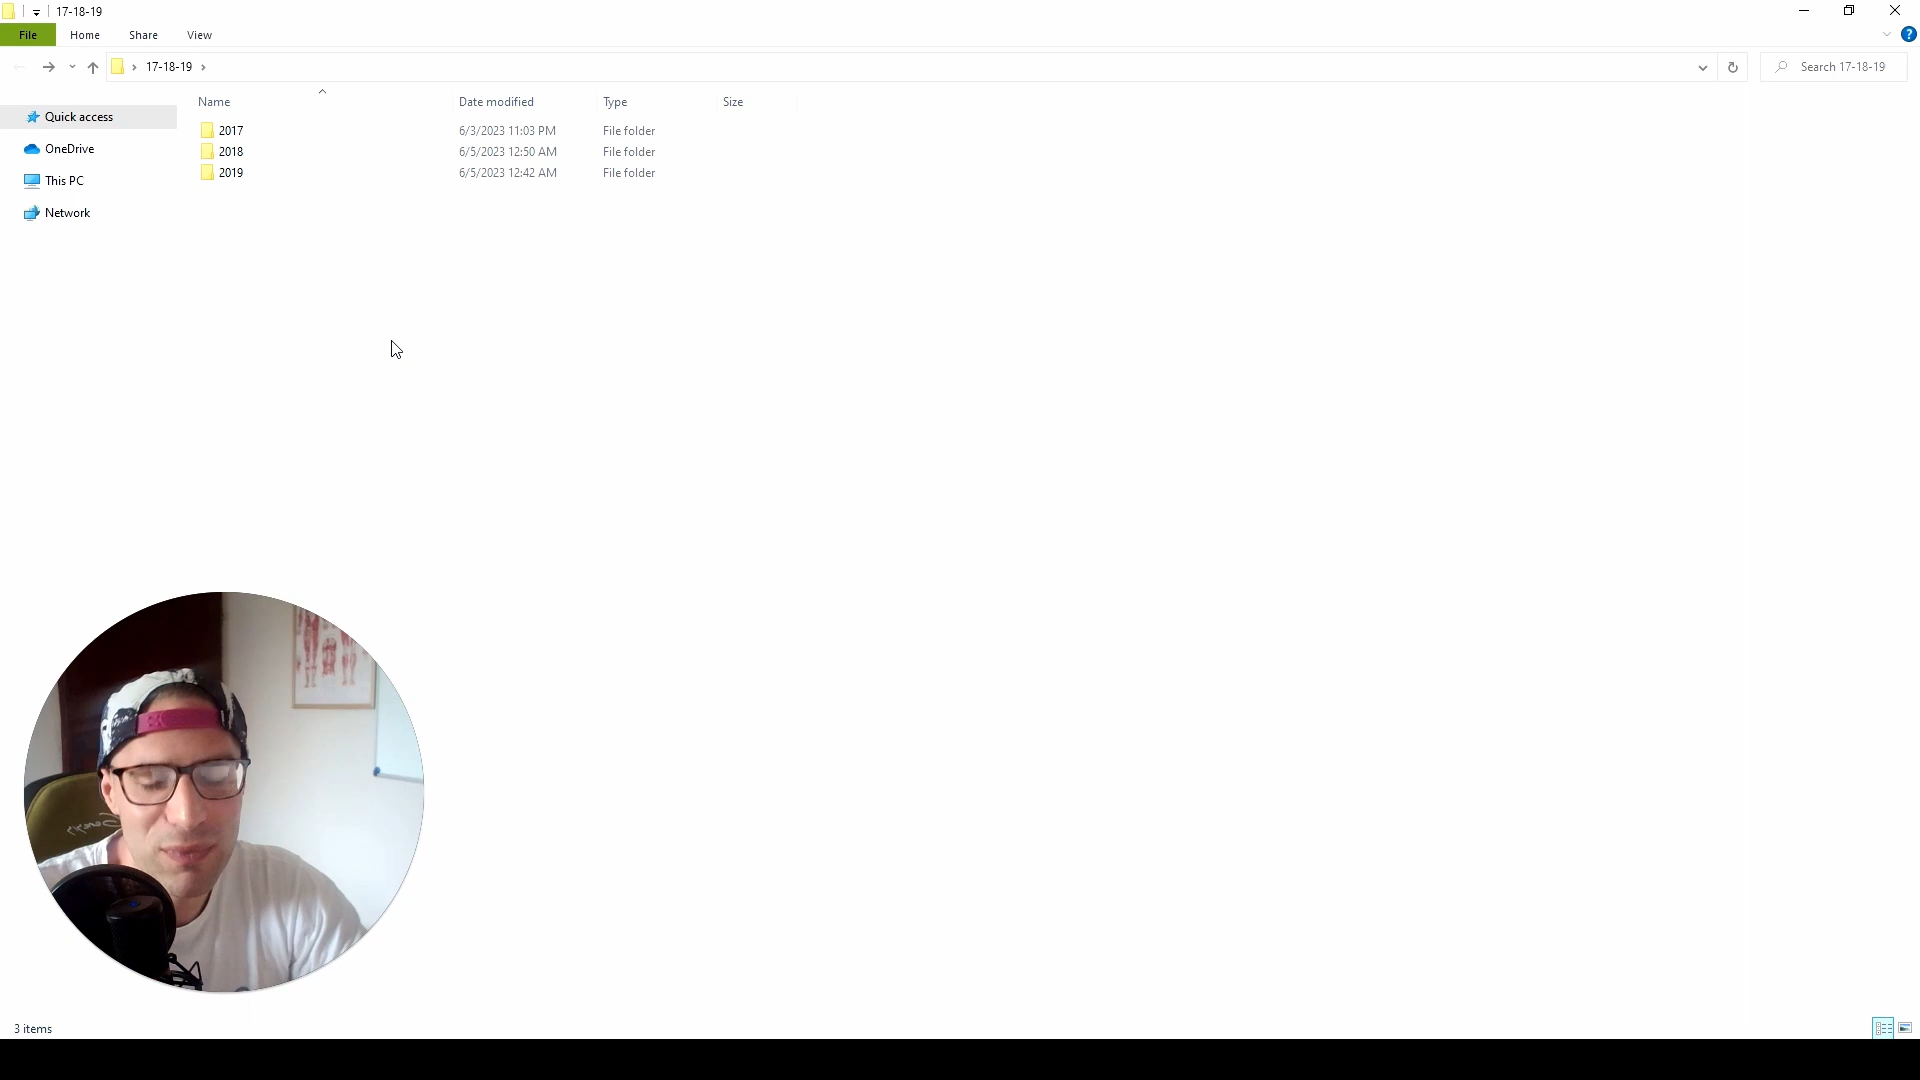 17-18-19
File Home Share View
17-18-19
Search 17-18-19
Name Date modified Type Size
Quick access
OneDrive
This PC
Network
2017 6/3/2023 11:03 PM File folder
2018 6/5/2023 12:50 AM File folder
2019 6/5/2023 12:42 AM File folder
3 items